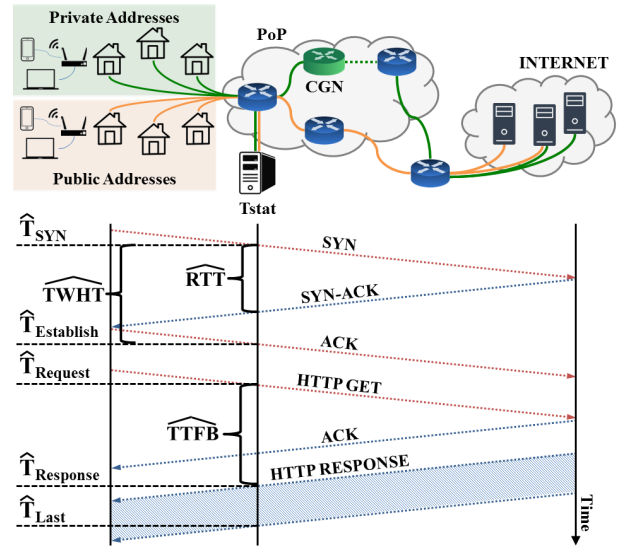 Private Addresses
PoP
CGN
INTERNET
Public Addresses
Tstat
T̂SYN
SYN
RTT
TWHT
SYN-ACK
T̂Establish
ACK
T̂Request
HTTP GET
TTFB
ACK
HTTP RESPONSE
T̂Response
T̂Last
Time